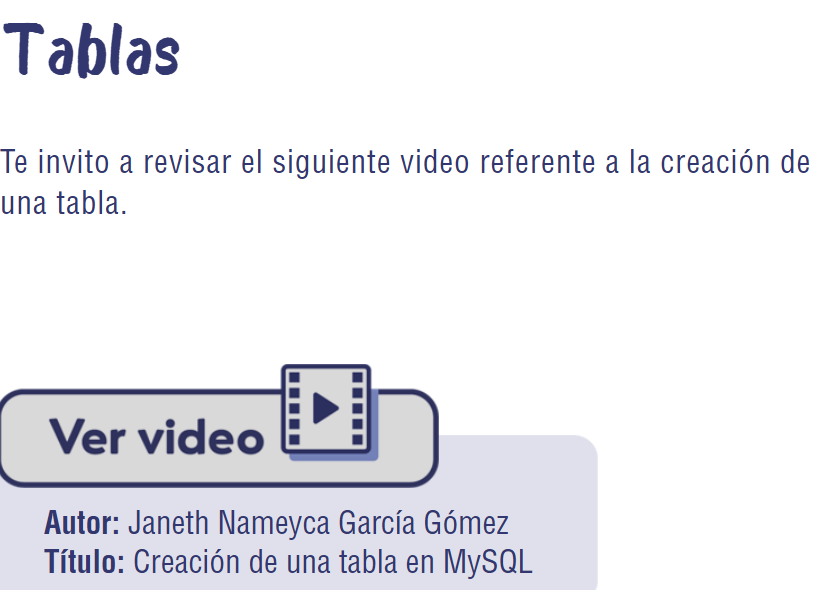 Tablas
Te invito a revisar el siguiente video referente a la creación de
una tabla.
Ver video
Autor: Janeth Nameyca García Gómez
Título: Creación de una tabla en MySQL